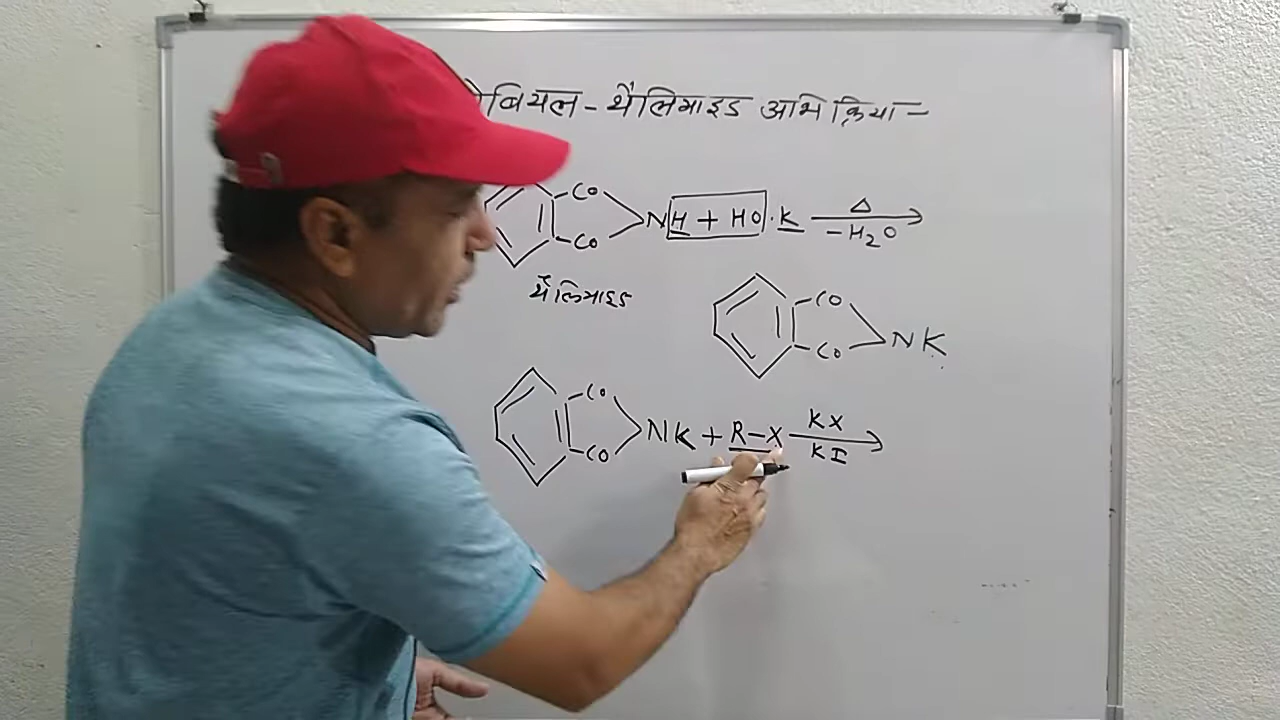 बियल - थैलिमाइड अभिक्रिया -
CO
NH + HO · K Δ
CO -H₂O
थैलिमाइड
CO
NK
CO
CO KX
NK + R-X
CO KI